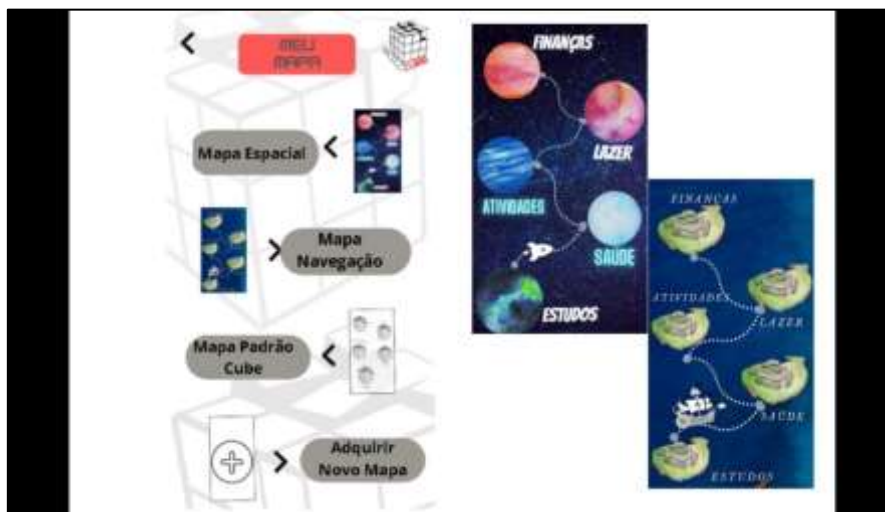 MEU
MAPA
Mapa Espacial
Mapa
Navegação
Mapa Padrão
Cube
Adquirir
Novo Mapa
FINANÇAS
LAZER
ATIVIDADES
SAÚDE
ESTUDOS
FINANÇAS
ATIVIDADES
LAZER
SAÚDE
ESTUDOS